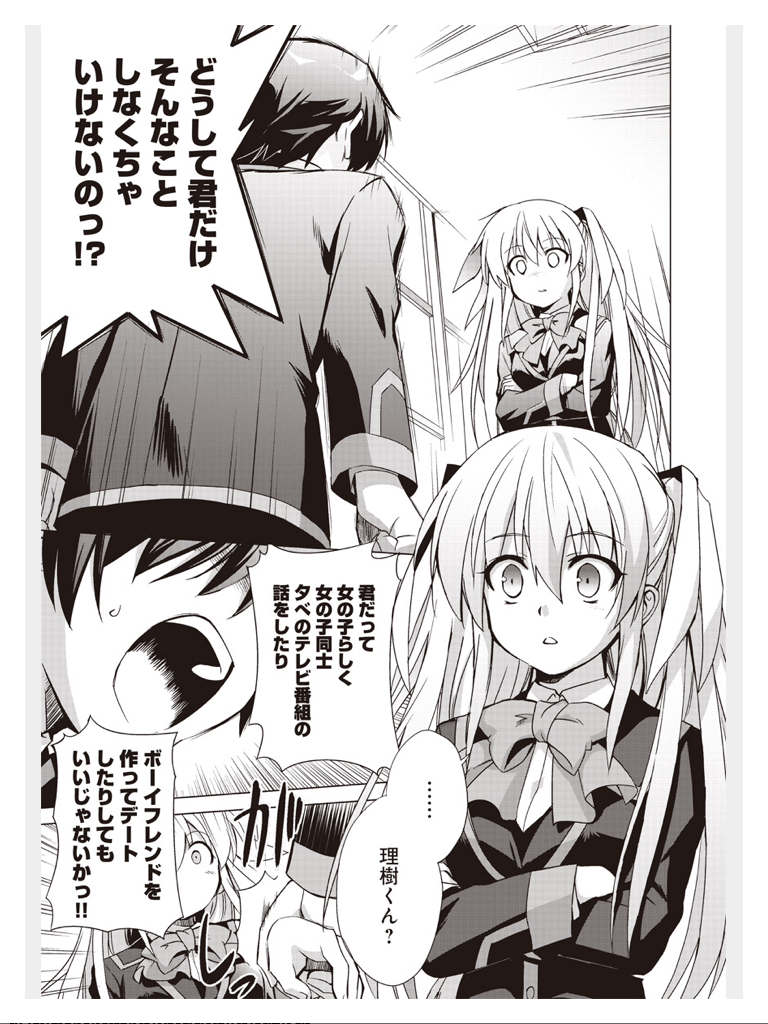 どうして君だけ
そんなこと
しなくちゃ
いけないのっ!?
君だって
女の子らしく
女の子同士
夕べのテレビ番組の
話をしたり
……
理樹くん?
ボーイフレンドを
作ってデート
したりしても
いいじゃないかっ!!
ガバ
しっ